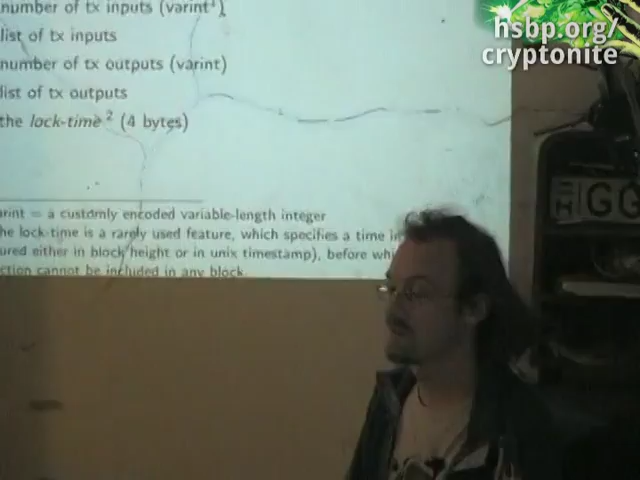 number of tx inputs (varint¹),
list of tx inputs
number of tx outputs (varint)
list of tx outputs
the lock-time ² (4 bytes)
arint = a customly encoded variable-length integer
he lock-time is a rarely used feature, which specifies a time in
ured either in block height or in unix timestamp), before whi
ction cannot be included in any block.
hsbp.org/
cryptonite
GG